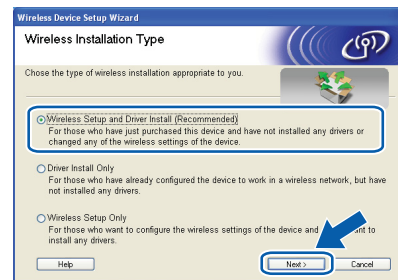 Wireless Device Setup Wizard
Wireless Installation Type
Chose the type of wireless installation appropriate to you.
Wireless Setup and Driver Install (Recommended)
For those who have just purchased this device and have not installed any drivers or
changed any of the wireless settings of the device.
Driver Install Only
For those who have already configured the device to work in a wireless network, but have
not installed any drivers.
Wireless Setup Only
For those who want to configure the wireless settings of the device and nt to
install any drivers.
Help
Next >
Cancel